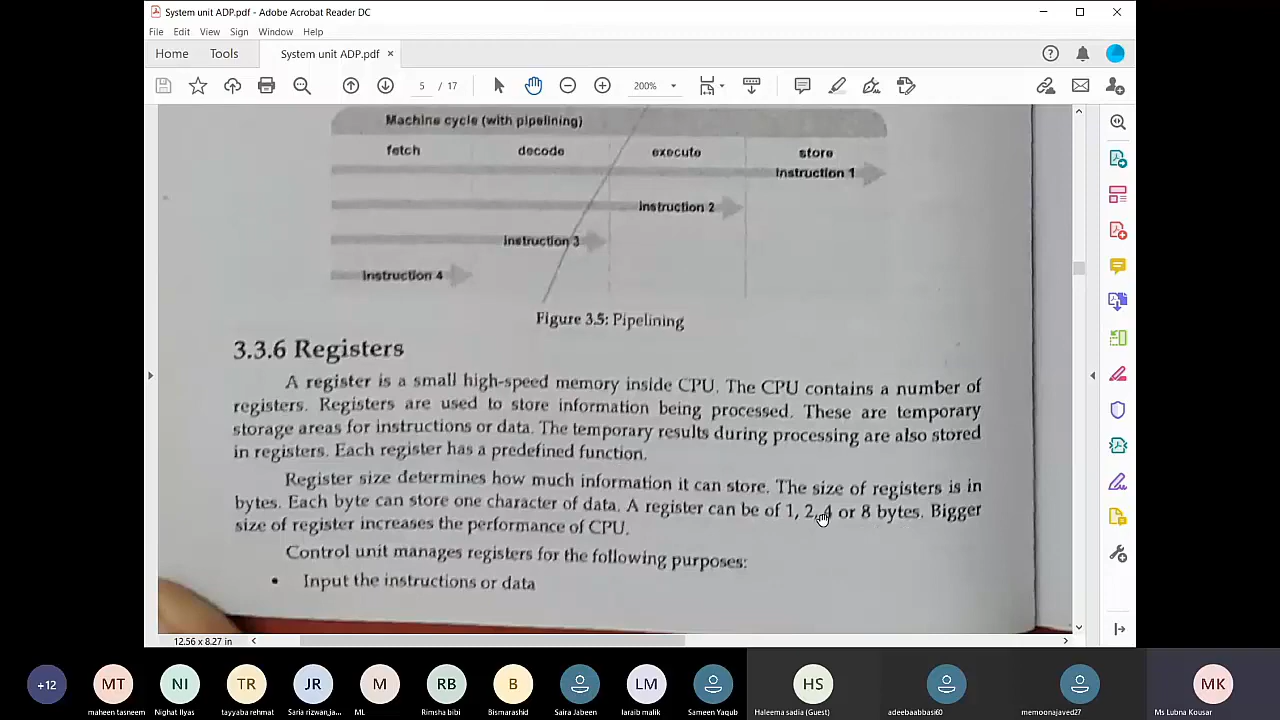 System unit ADP.pdf - Adobe Acrobat Reader DC
File Edit View Sign Window Help
Home Tools System unit ADP.pdf ×
5 / 17 200%
Machine cycle (with pipelining)
fetch decode execute store
Instruction 1
Instruction 2
Instruction 3
Instruction 4
Figure 3.5: Pipelining
3.3.6 Registers
A register is a small high-speed memory inside CPU. The CPU contains a number of
registers. Registers are used to store information being processed. These are temporary
storage areas for instructions or data. The temporary results during processing are also stored
in registers. Each register has a predefined function.
Register size determines how much information it can store. The size of registers is in
bytes. Each byte can store one character of data. A register can be of 1, 2, 4 or 8 bytes. Bigger
size of register increases the performance of CPU.
Control unit manages registers for the following purposes:
• Input the instructions or data
12.56 x 8.27 in
+12 MT NI TR JR M RB B LM HS MK
maheen tasneem Nighat Ilyas tayyaba rehmat Saria rizwan,ja... ML Rimsha bibi Bismarashid Saira Jabeen laraib malik Sameen Yaqub Haleema sadia (Guest) adeebaabbasi60 memoonajaved27 Ms Lubna Kousar